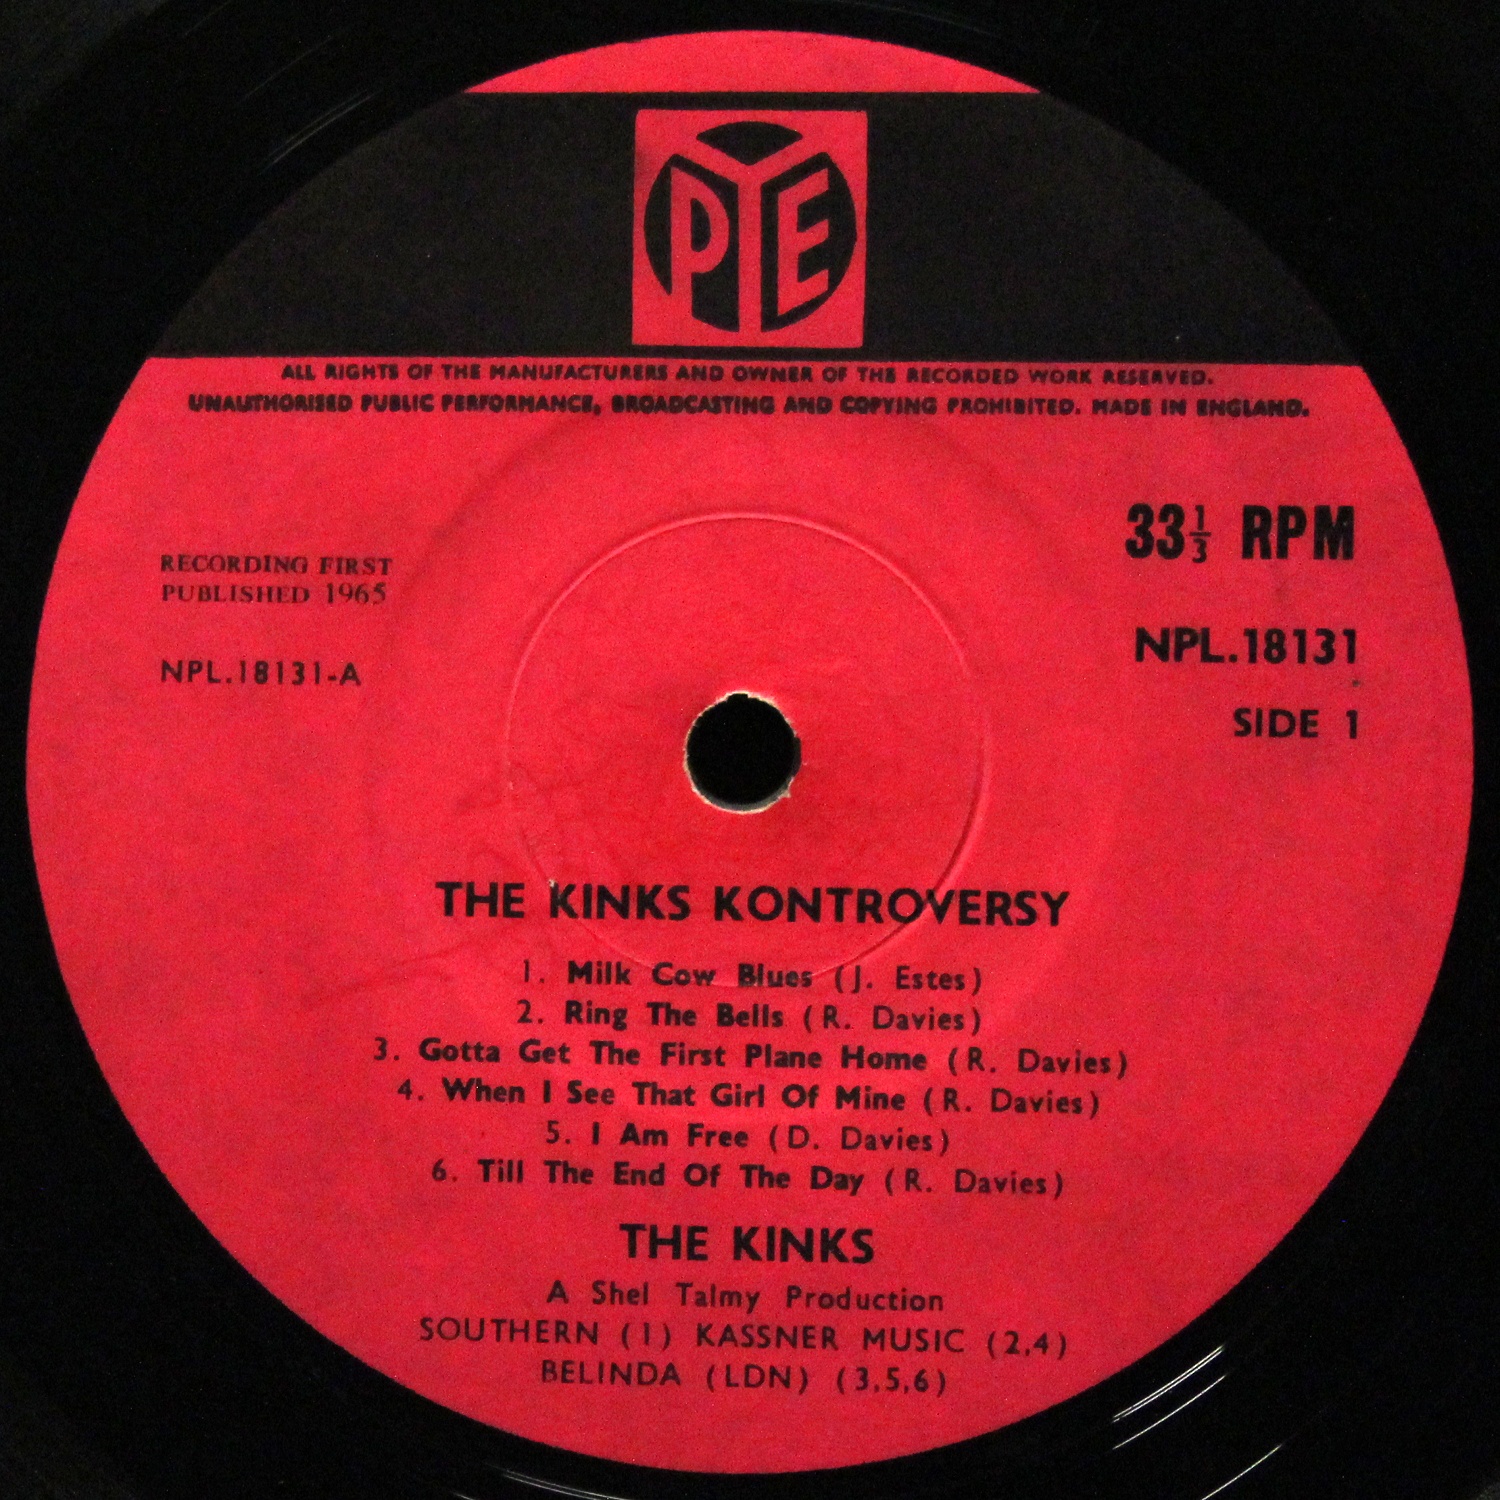 PYE
ALL RIGHTS OF THE MANUFACTURERS AND OWNER OF THE RECORDED WORK RESERVED.
UNAUTHORISED PUBLIC PERFORMANCE, BROADCASTING AND COPYING PROHIBITED. MADE IN ENGLAND.
33⅓ RPM
RECORDING FIRST
PUBLISHED 1965
NPL.18131
NPL.18131-A
SIDE 1
THE KINKS KONTROVERSY
1. Milk Cow Blues (J. Estes)
2. Ring The Bells (R. Davies)
3. Gotta Get The First Plane Home (R. Davies)
4. When I See That Girl Of Mine (R. Davies)
5. I Am Free (D. Davies)
6. Till The End Of The Day (R. Davies)
THE KINKS
A Shel Talmy Production
SOUTHERN (1) KASSNER MUSIC (2,4)
BELINDA (LDN) (3,5,6)